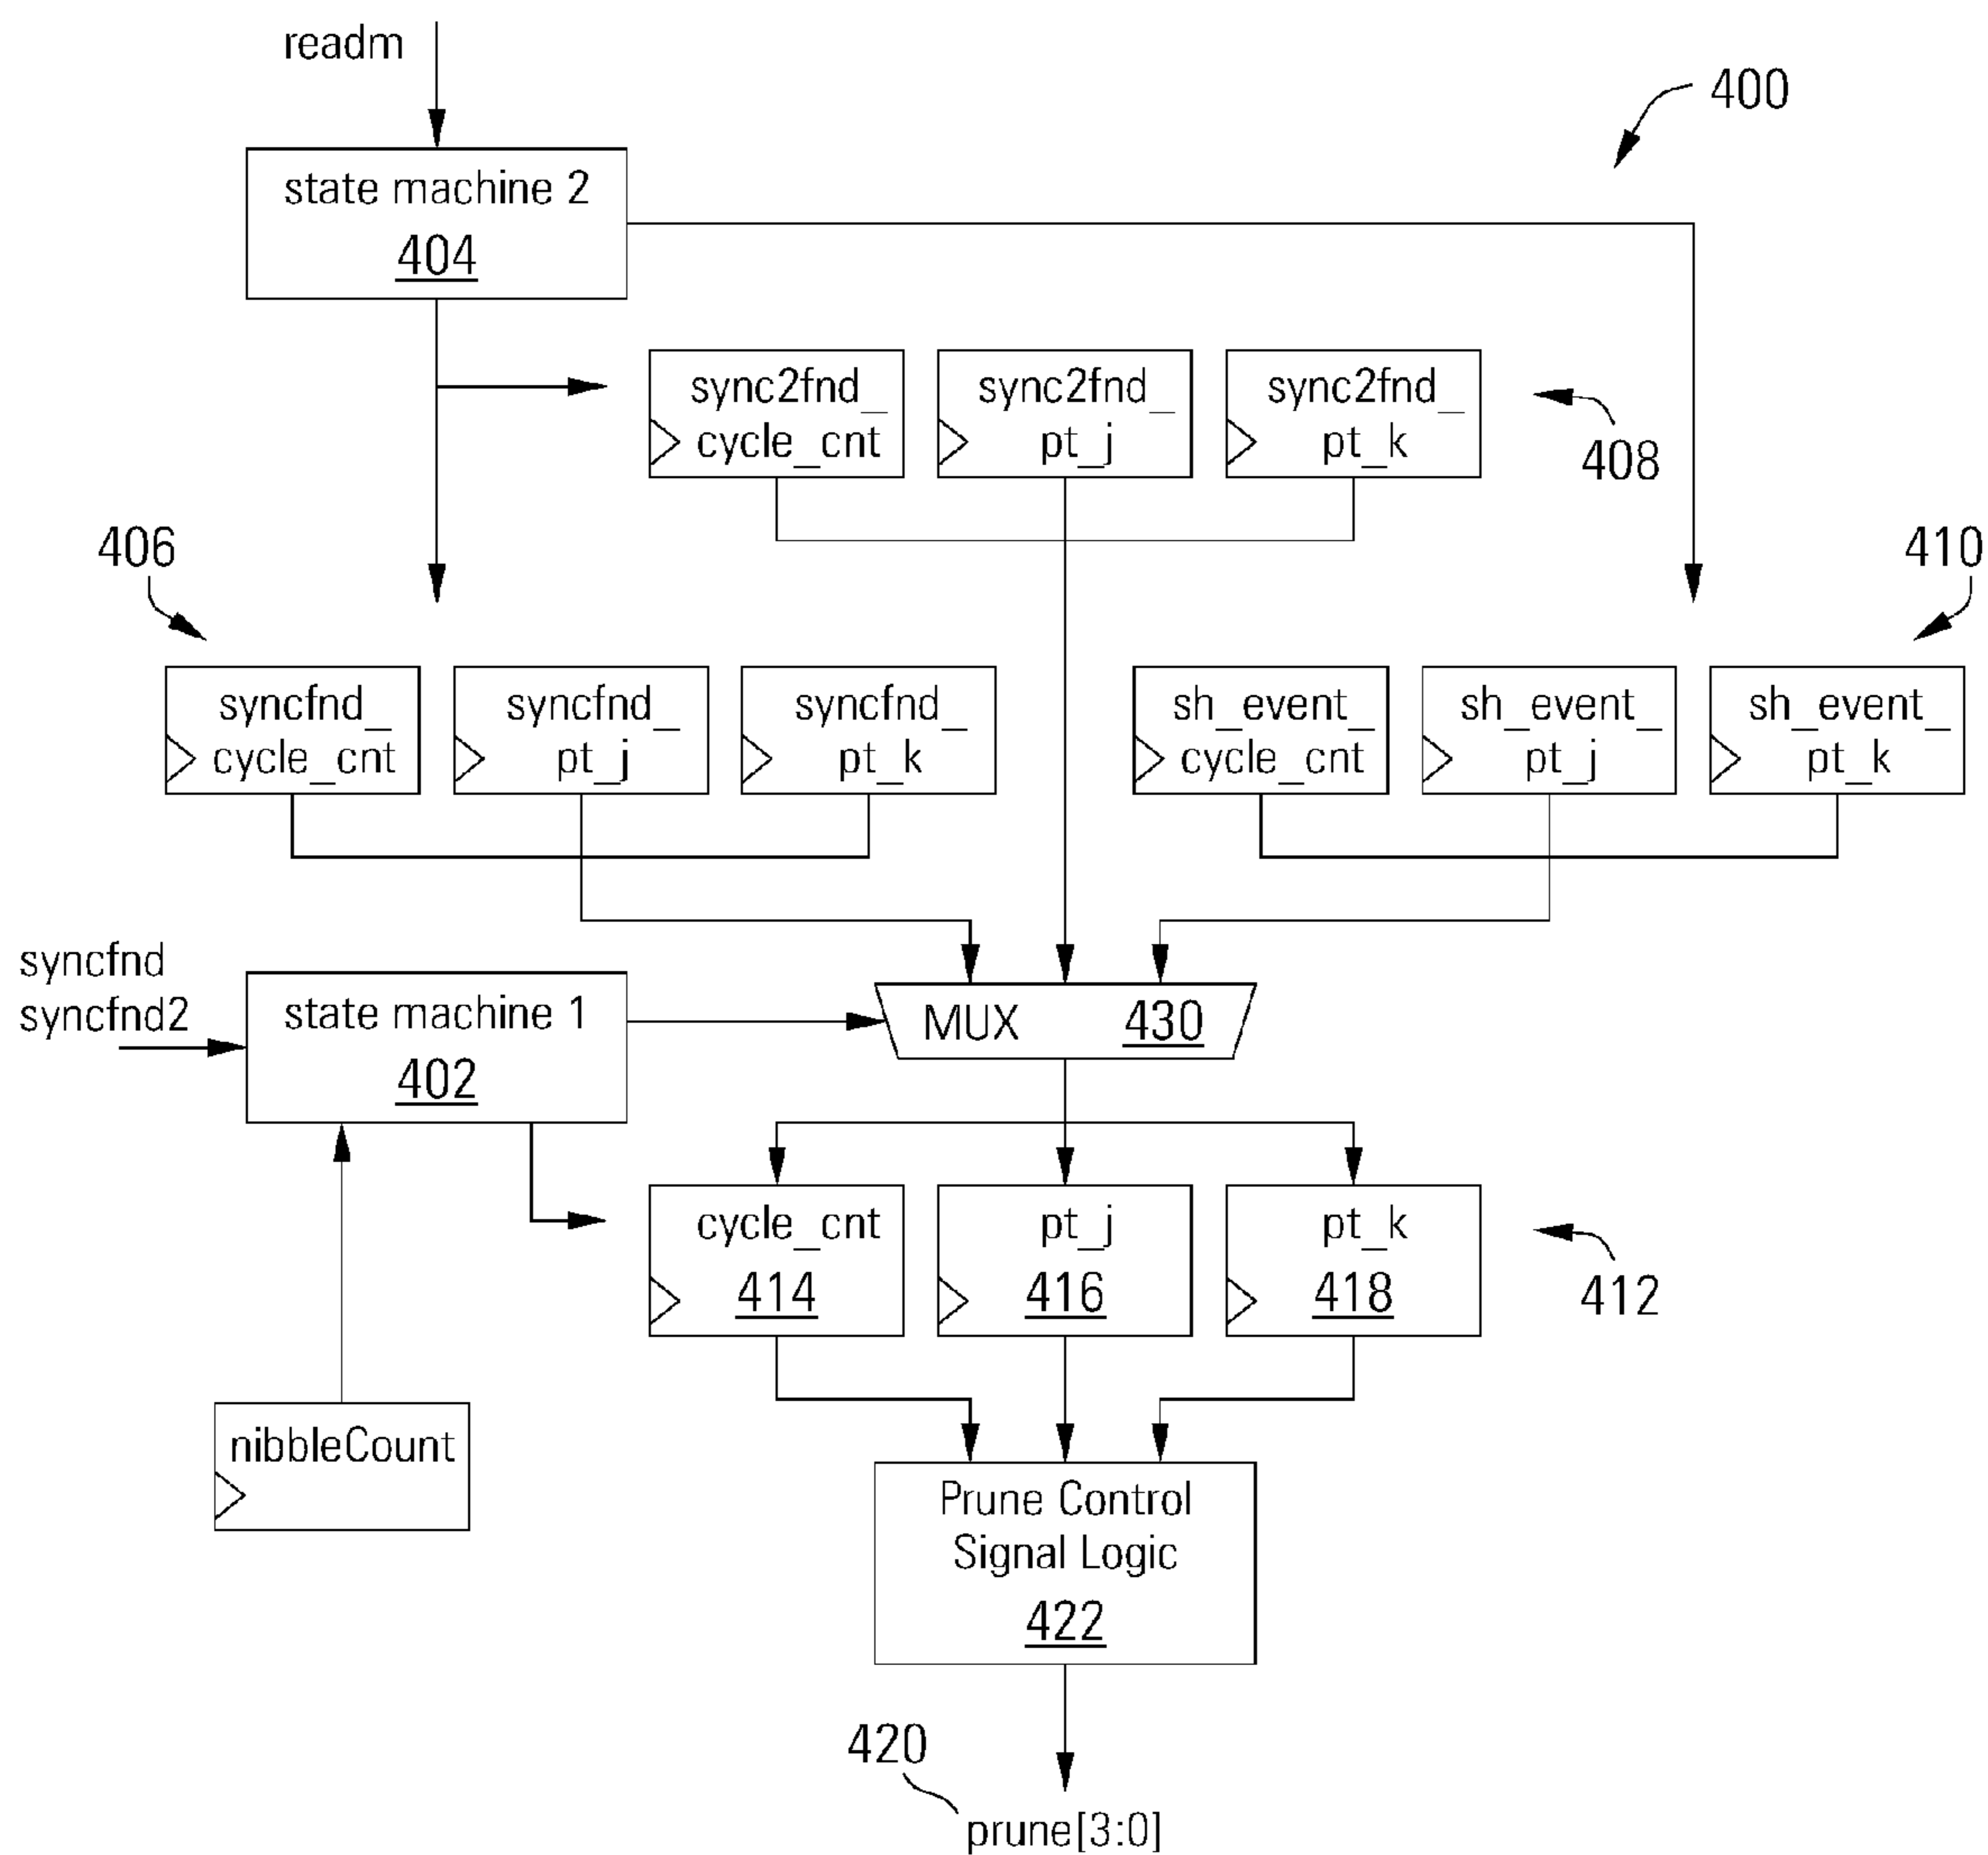 readm
400
state machine 2
404
sync2fnd_
cycle_cnt
sync2fnd_
pt_j
sync2fnd_
pt_k
408
406
410
syncfnd_
cycle_cnt
syncfnd_
pt_j
syncfnd_
pt_k
sh_event_
cycle_cnt
sh_event_
pt_j
sh_event_
pt_k
syncfnd
syncfnd2
state machine 1
402
MUX 430
cycle_cnt
414
pt_j
416
pt_k
418
412
nibbleCount
Prune Control
Signal Logic
422
420
prune[3:0]